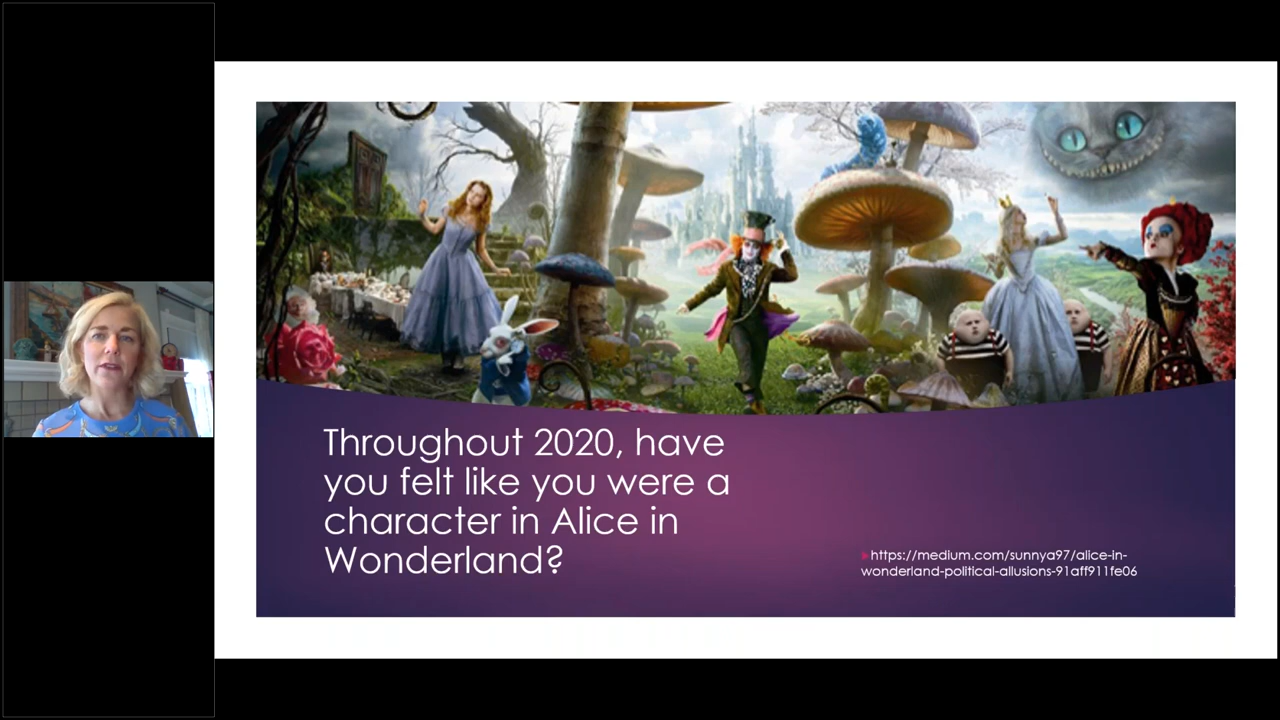 Throughout 2020, have
you felt like you were a
character in Alice in
Wonderland?
https://medium.com/sunnya97/alice-in-
wonderland-political-allusions-91aff911fe06